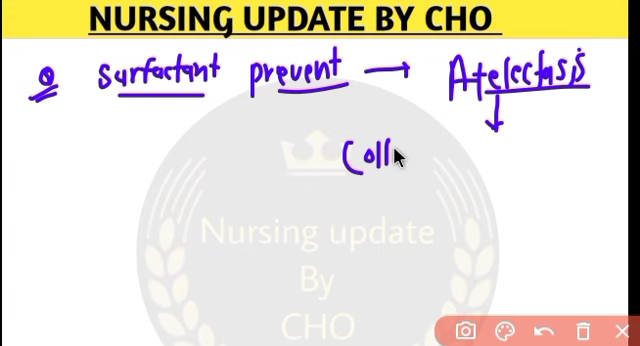 NURSING UPDATE BY CHO
Q surfactant prevent → Atelectasis
↓
Coll
Nursing update
By
CHO